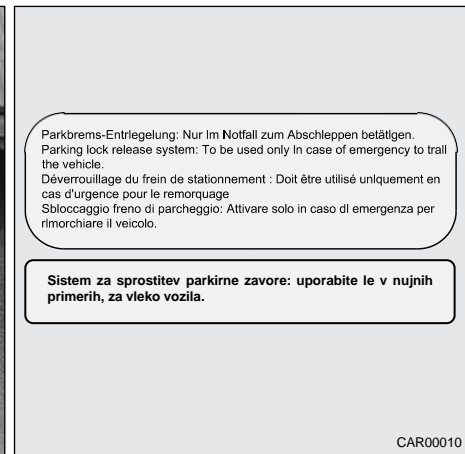 Parkbrems-Entrlegelung: Nur Im Notfall zum Abschleppen betätlgen.
Parking lock release system: To be used only In case of emergency to trall
the vehicle.
Déverrouillage du frein de stationnement : Doit être utilisé unlquement en
cas d'urgence pour le remorquage
Sbloccaggio freno di parcheggio: Attivare solo in caso dl emergenza per
rlmorchiare il veicolo.
Sistem za sprostitev parkirne zavore: uporabite le v nujnih
primerih, za vleko vozila.
CAR00010